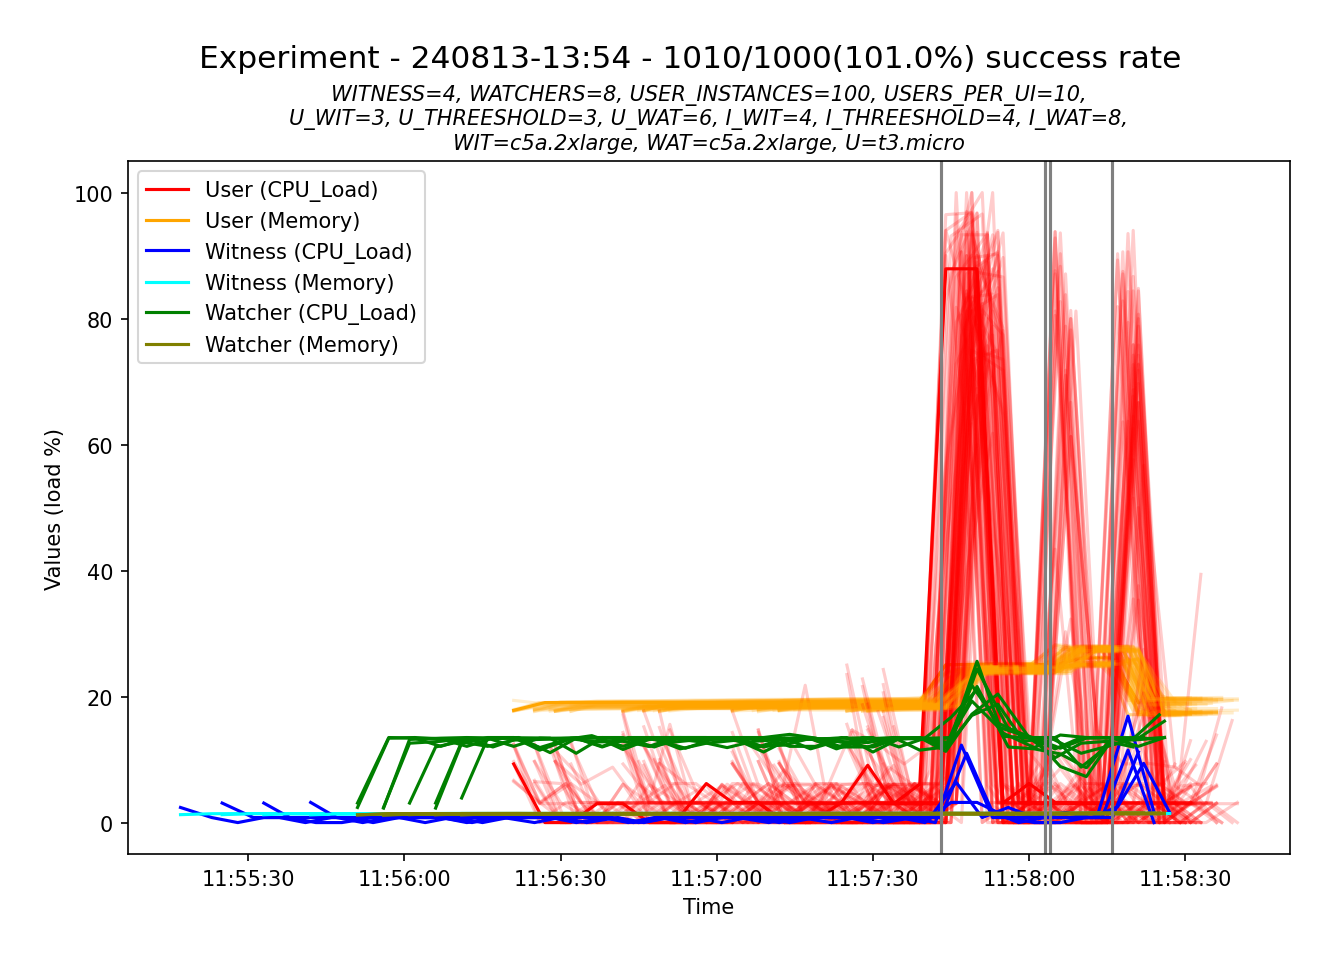 Experiment - 240813-13:54 - 1010/1000(101.0%) success rate
WITNESS=4, WATCHERS=8, USER_INSTANCES=100, USERS_PER_UI=10,
U_WIT=3, U_THREESHOLD=3, U_WAT=6, I_WIT=4, I_THREESHOLD=4, I_WAT=8,
WIT=c5a.2xlarge, WAT=c5a.2xlarge, U=t3.micro
User (CPU_Load)
User (Memory)
Witness (CPU_Load)
Witness (Memory)
Watcher (CPU_Load)
Watcher (Memory)
Values (load %)
100
80
60
40
20
0
11:55:30 11:56:00 11:56:30 11:57:00 11:57:30 11:58:00 11:58:30
Time